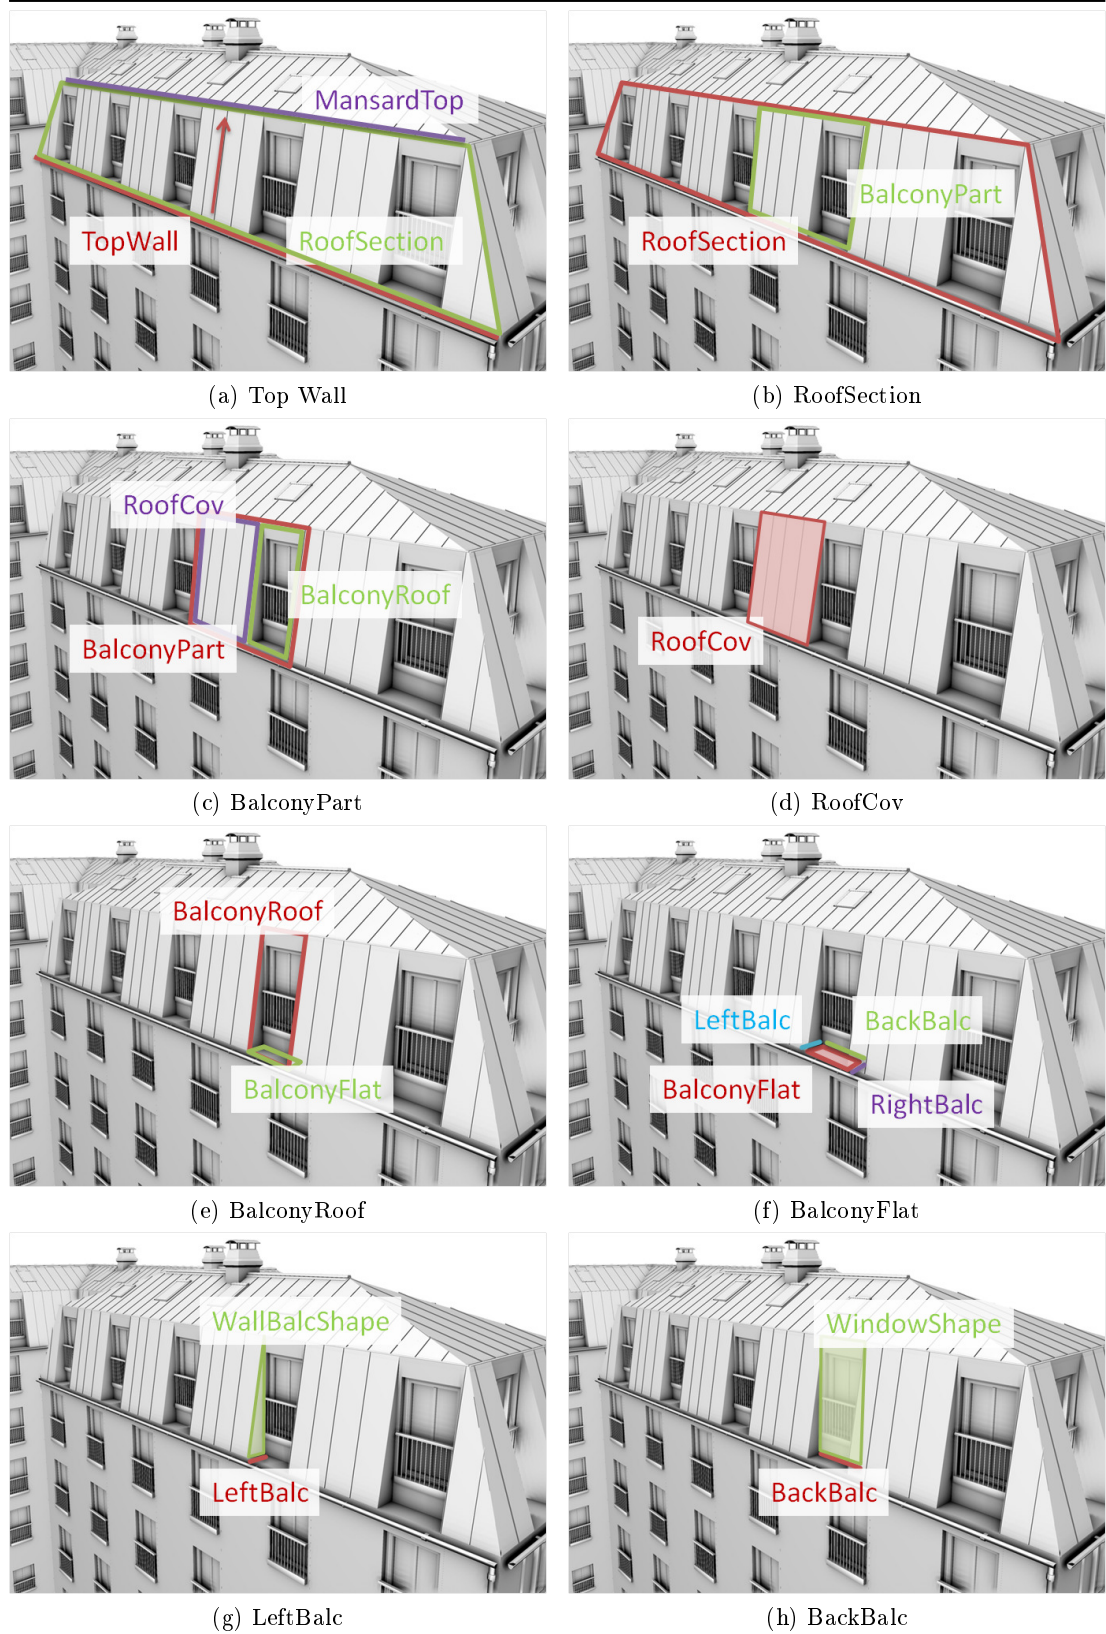 MansardTop
TopWall
RoofSection
(a) Top Wall
BalconyPart
RoofSection
(b) RoofSection
RoofCov
BalconyRoof
BalconyPart
(c) BalconyPart
RoofCov
(d) RoofCov
BalconyRoof
BalconyFlat
(e) BalconyRoof
LeftBalc
BackBalc
BalconyFlat
RightBalc
(f) BalconyFlat
WallBalcShape
LeftBalc
(g) LeftBalc
WindowShape
BackBalc
(h) BackBalc